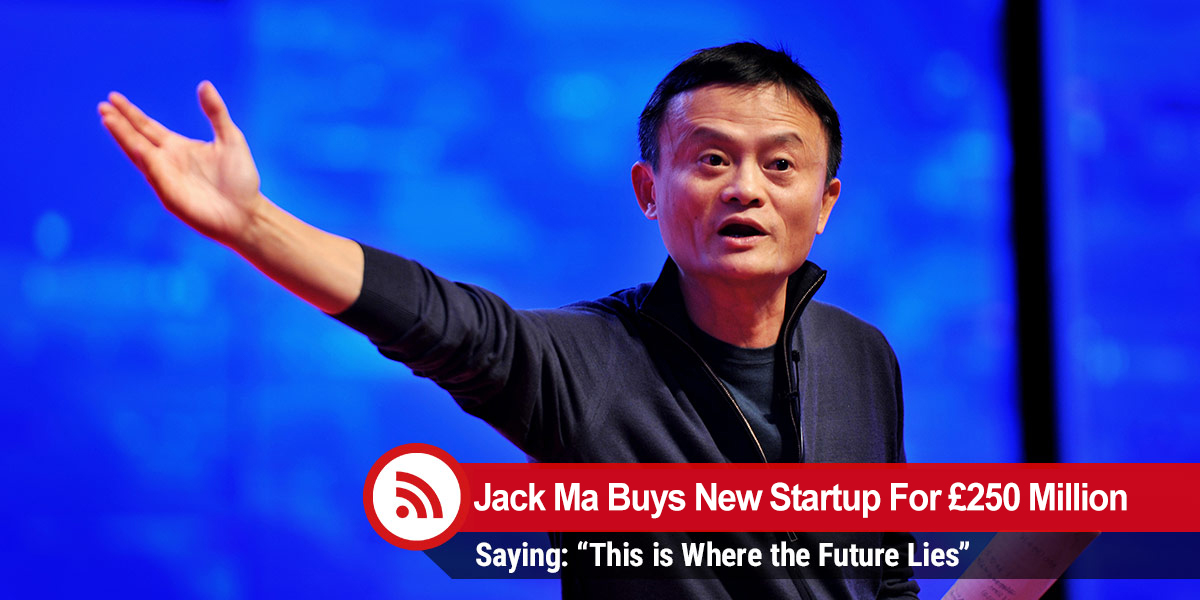 Jack Ma Buys New Startup For £250 Million
Saying: “This is Where the Future Lies”